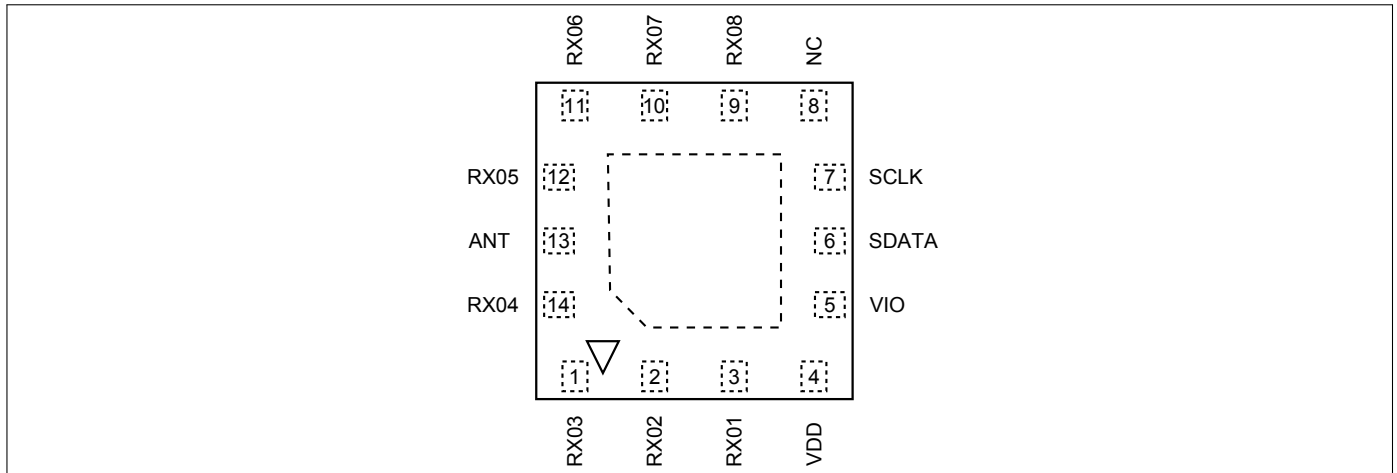 RX06
RX07
RX08
NC
11
10
9
8
RX05
12
7
SCLK
ANT
13
6
SDATA
RX04
14
5
VIO
1
2
3
4
RX03
RX02
RX01
VDD